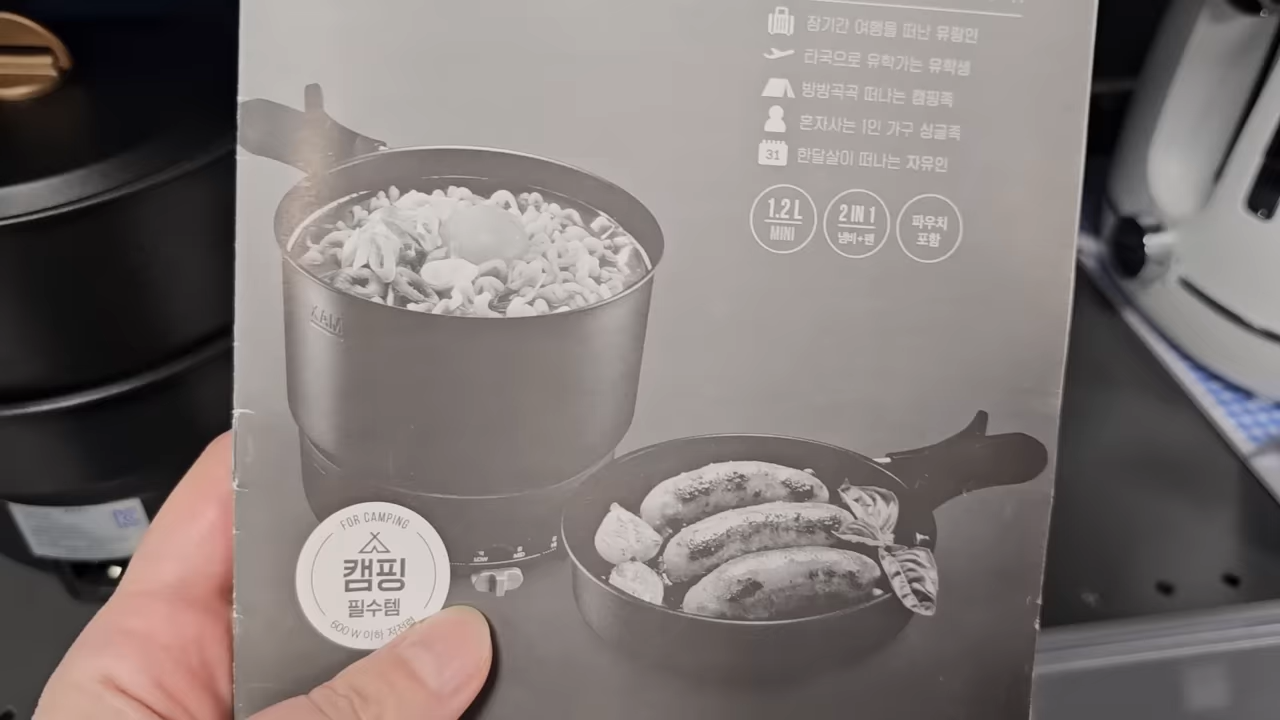 장기간 여행을 떠난 유랑인
타국으로 유학가는 유학생
방방곡곡 떠나는 캠핑족
혼자사는 1인 가구 싱글족
31
한달살이 떠나는 자유인
1.2 L
MINI
2 IN 1
냄비+팬
파우치
포함
FOR CAMPING
캠핑
필수템
600 W 이하 저전력
LOW
MID